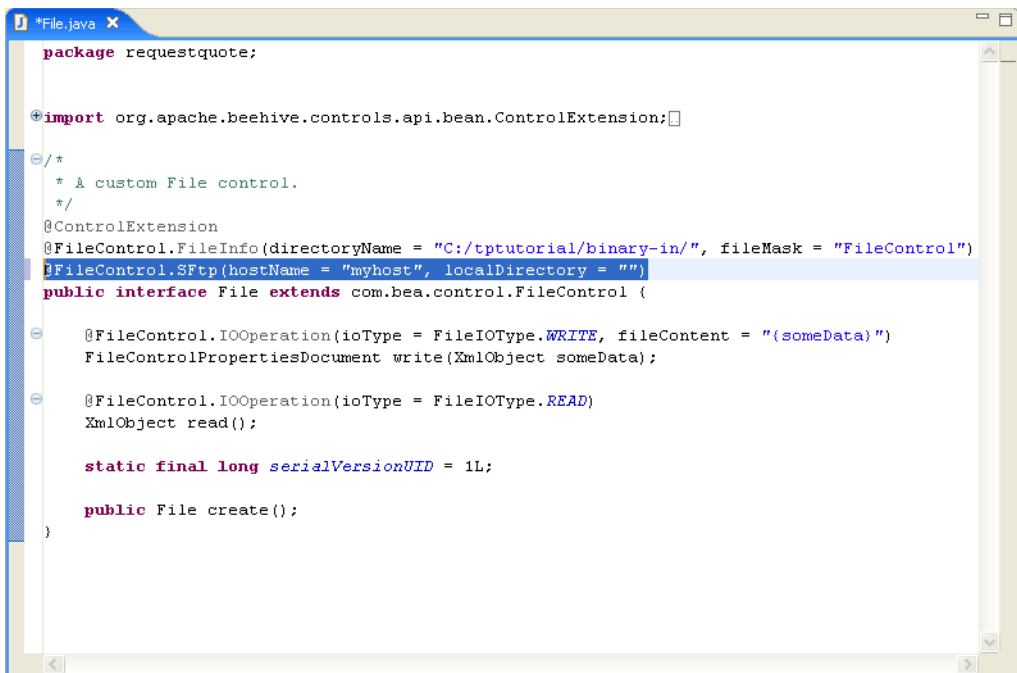 *File.java
package requestquote;
import org.apache.beehive.controls.api.bean.ControlExtension;
/*
* A custom File control.
*/
@ControlExtension
@FileControl.FileInfo(directoryName = "C:/tptutorial/binary-in/", fileMask = "FileControl")
@FileControl.SFtp(hostName = "myhost", localDirectory = "")
public interface File extends com.bea.control.FileControl {
@FileControl.IOOperation(ioType = FileIOType.WRITE, fileContent = "{someData}")
FileControlPropertiesDocument write(XmlObject someData);
@FileControl.IOOperation(ioType = FileIOType.READ)
XmlObject read();
static final long serialVersionUID = 1L;
public File create();
}